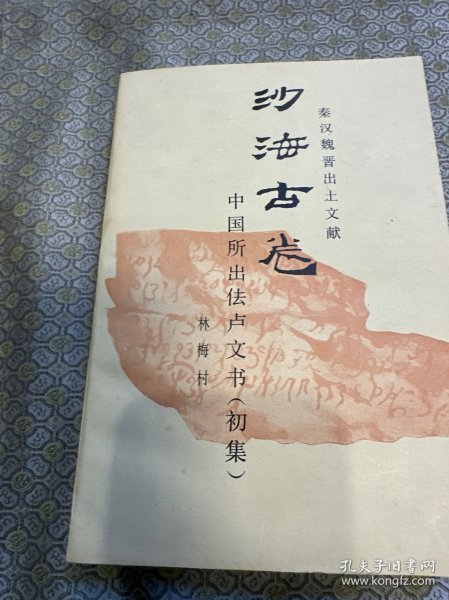 秦汉魏晋出土文献
沙海古卷
中国所出佉卢文书（初集）
林梅村
孔夫子旧书网
www.kongfz.com